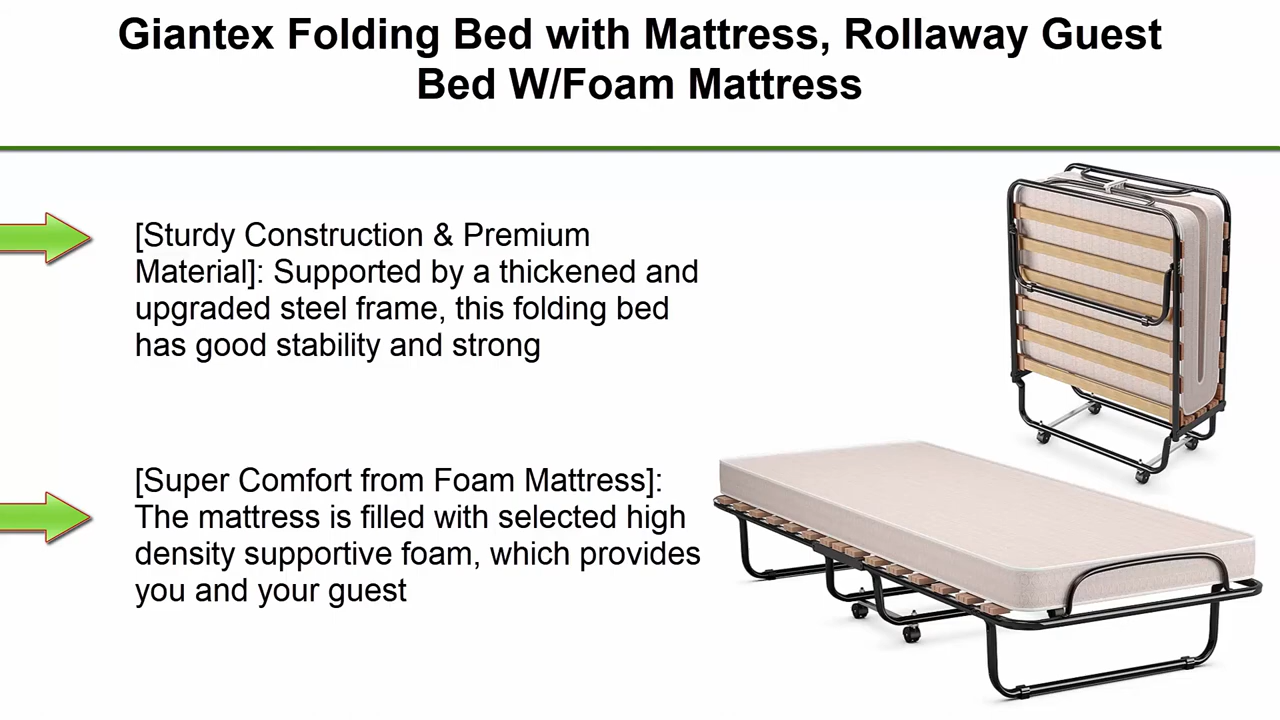 Giantex Folding Bed with Mattress, Rollaway Guest
Bed W/Foam Mattress
[Sturdy Construction & Premium
Material]: Supported by a thickened and
upgraded steel frame, this folding bed
has good stability and strong
[Super Comfort from Foam Mattress]:
The mattress is filled with selected high
density supportive foam, which provides
you and your guest